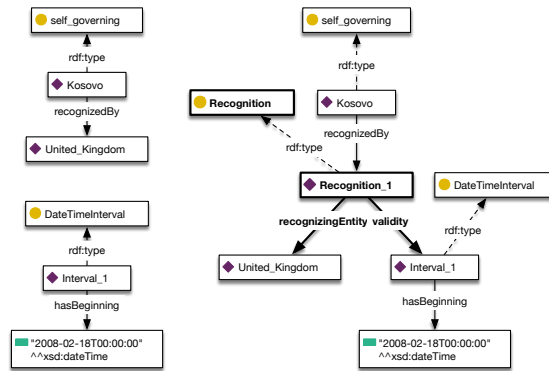 self_governing
rdf:type
Kosovo
recognizedBy
United_Kingdom
DateTimeInterval
rdf:type
Interval_1
hasBeginning
"2008-02-18T00:00:00"
^^xsd:dateTime
self_governing
rdf:type
Kosovo
Recognition
recognizedBy
rdf:type
Recognition_1
DateTimeInterval
recognizingEntity
validity
rdf:type
United_Kingdom
Interval_1
hasBeginning
"2008-02-18T00:00:00"
^^xsd:dateTime